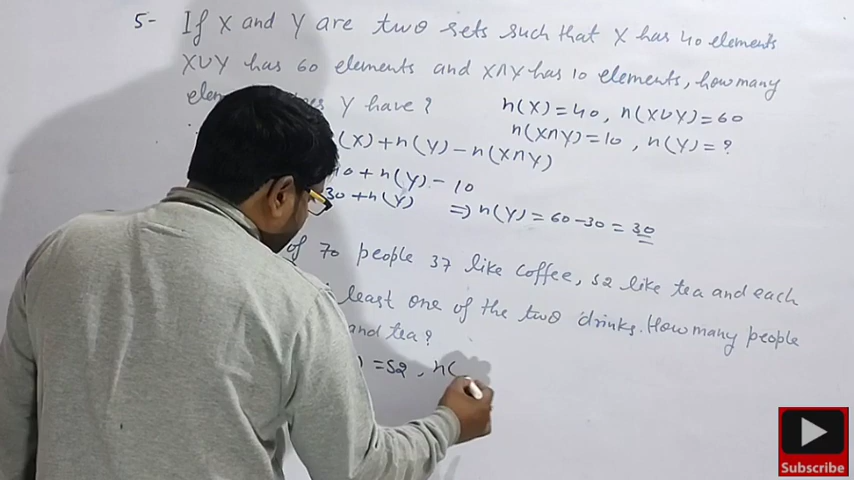 5- If X and Y are two sets such that X has 40 elements
XUY has 60 elements and X∩Y has 10 elements, how many
Y have?
n(X) = 40, n(XUY) = 60
n(X∩Y) = 10, n(Y) = ?
(X) + n(Y) - n(X∩Y)
+ n(Y) - 10
30 + n(Y) ⇒ n(Y) = 60 - 30 = 30
of 70 people 37 like coffee, 52 like tea and each
least one of the two drinks. How many people
and tea?
) = 52, n(
Subscribe